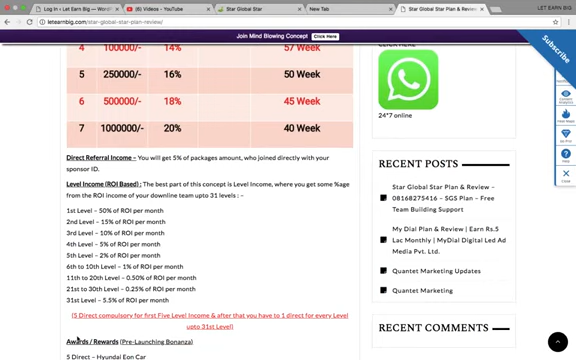 Log In ‹ Let Earn Big — WordP
(6) Videos - YouTube
Star Global Star
New Tab
Star Global Star Plan & Revie
LET EARN BIG
letearnbig.com/star-global-star-plan-review/
Join Mind Blowing Concept Click Here
Subscribe
4 100000/- 14% 57 Week
5 250000/- 16% 50 Week
6 500000/- 18% 45 Week
7 1000000/- 20% 40 Week
Direct Referral Income – You will get 5% of packages amount, who joined directly with your
sponsor ID.
Level Income (ROI Based) : The best part of this concept is Level Income, where you get some %age
from the ROI income of your downline team upto 31 levels : –
1st Level – 50% of ROI per month
2nd Level – 15% of ROI per month
3rd Level – 10% of ROI per month
4th Level – 5% of ROI per month
5th Level – 2% of ROI per month
6th to 10th Level – 1% of ROI per month
11th to 20th Level – 0.50% of ROI per month
21st to 30th Level – 0.25% of ROI per month
31st Level – 5.5% of ROI per month
(5 Direct compulsory for first Five Level Income & after that you have to 1 direct for every Level
upto 31st Level)
Awards / Rewards (Pre-Launching Bonanza)
5 Direct – Hyundai Eon Car
24*7 online
RECENT POSTS
Star Global Star Plan & Review –
08168275416 – SGS Plan – Free
Team Building Support
My Dial Plan & Review | Earn Rs.5
Lac Monthly | MyDial Digital Led Ad
Media Pvt. Ltd.
Quantet Marketing Updates
Quantet Marketing
RECENT COMMENTS
Heat Maps
Go Pro
Help
Close